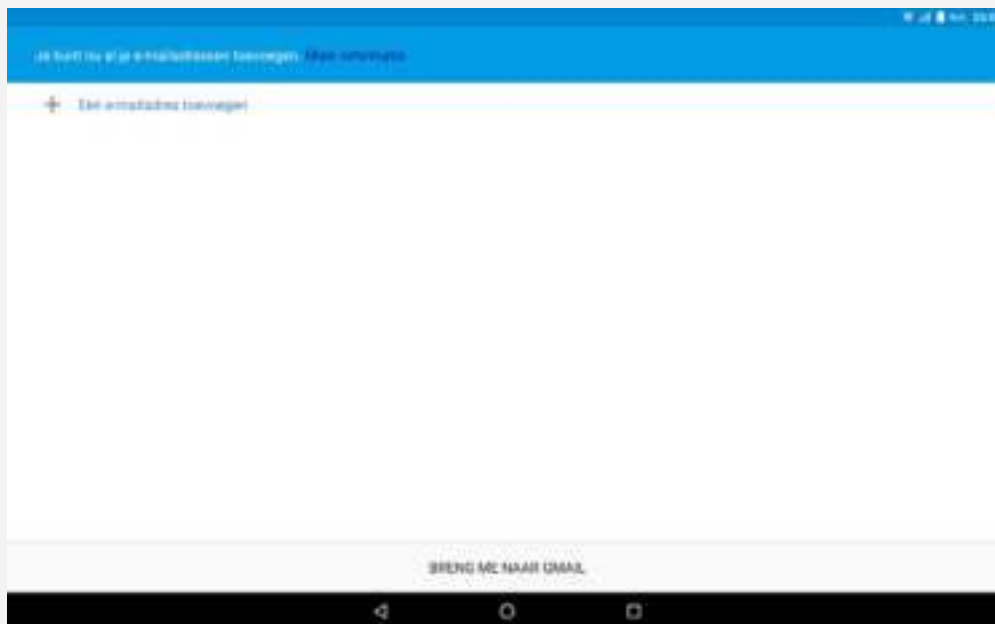 Je kunt nu al je e-mailadressen toevoegen. Meer informatie
Een e-mailadres toevoegen
BRENG ME NAAR GMAIL